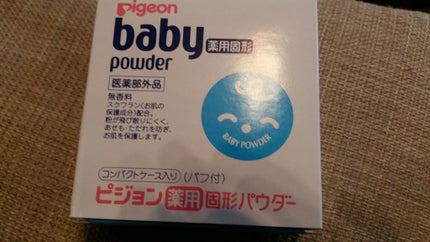 Pigeon
baby 薬用固形
powder
医薬部外品
無香料
スクワラン(お肌の
保護成分)配合。
粉が飛び散りにくく、
あせも・ただれを防ぎ、
お肌を保護します。
BABY POWDER
コンパクトケース入り (パフ付)
ピジョン 薬用 固形パウダー